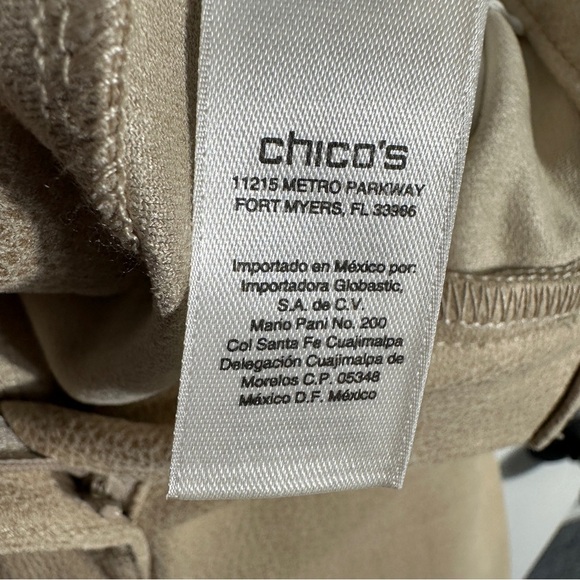 chico's
11215 METRO PARKWAY
FORT MYERS, FL 33966
Importado en México por:
Importadora Globastic,
S.A. de C.V.
Mario Pani No. 200
Col Santa Fe Cuajimalpa
Delegación Cuajimalpa de
Morelos C.P. 05348
México D.F. México